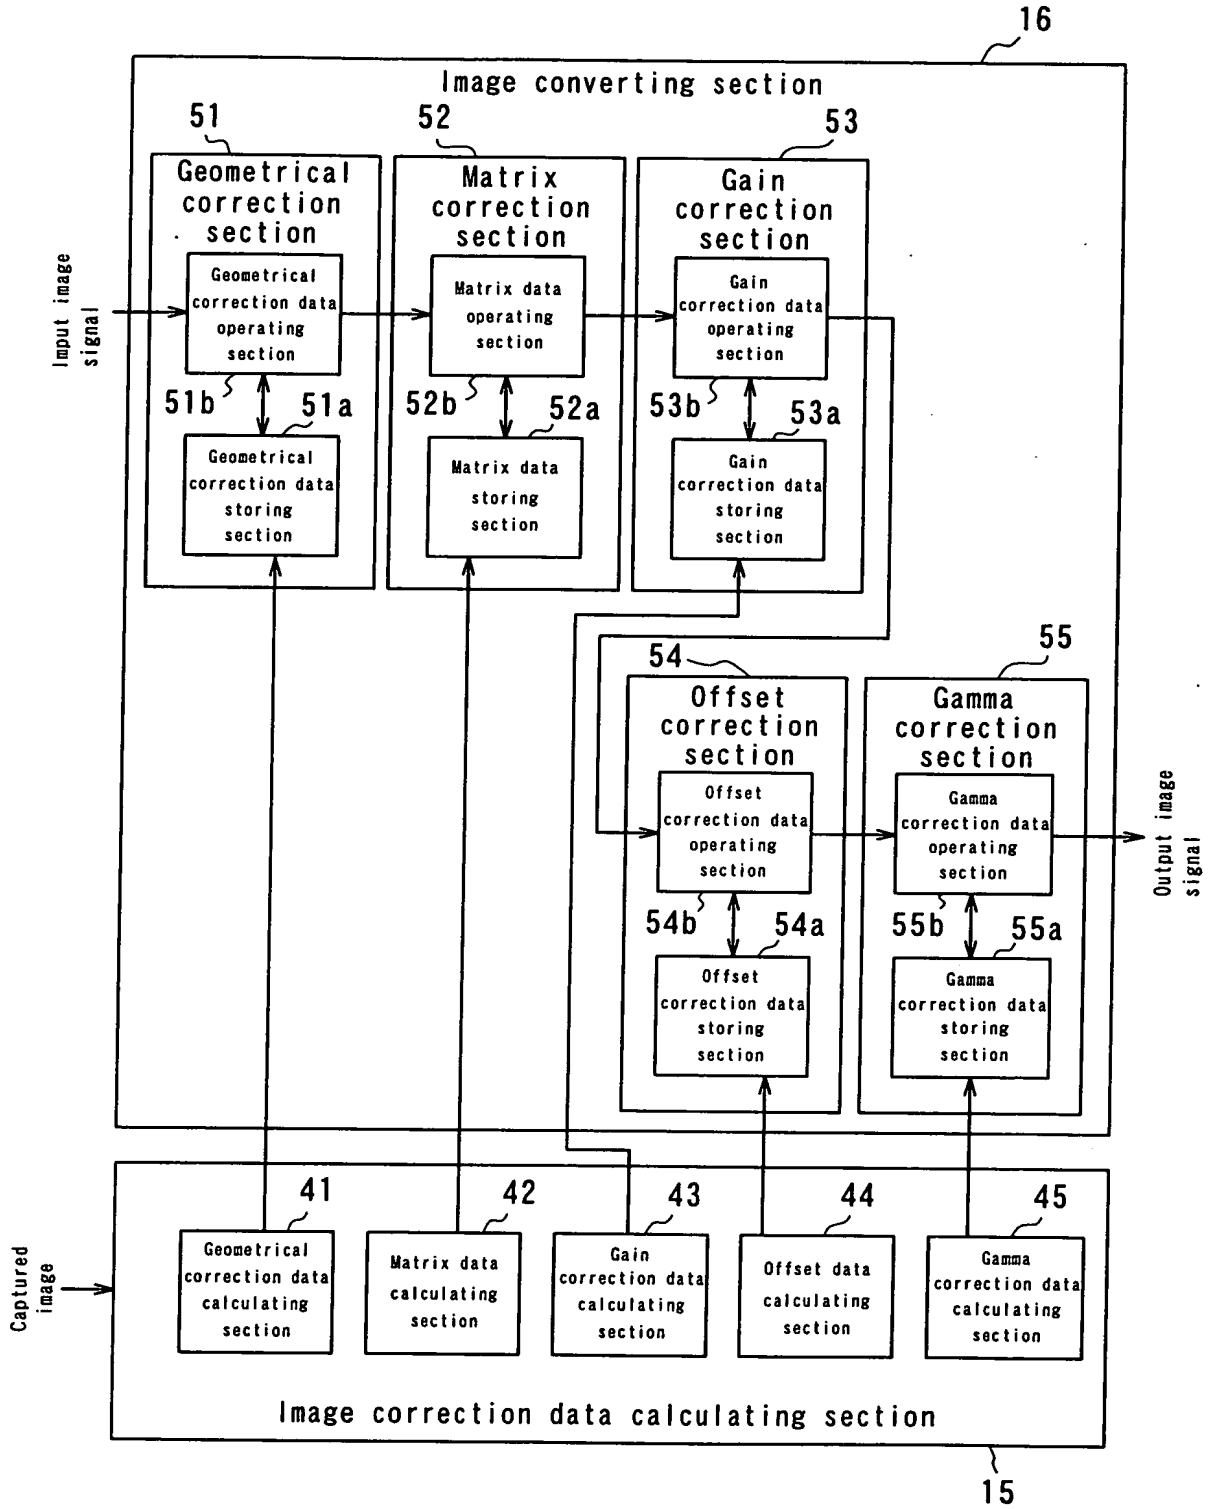 16
Image converting section
51
52
53
Geometrical
correction
section
Matrix
correction
section
Gain
correction
section
Imput image
signal
Geometrical
correction data
operating
section
Matrix data
operating
section
Gain
correction data
operating
section
51b
51a
52b
52a
53b
53a
Geometrical
correction data
storing
section
Matrix data
storing
section
Gain
correction data
storing
section
54
55
Offset
correction
section
Gamma
correction
section
Offset
correction data
operating
section
Gamma
correction data
operating
section
Output image
signal
54b
54a
55b
55a
Offset
correction data
storing
section
Gamma
correction data
storing
section
41
42
43
44
45
Captured
image
Geometrical
correction data
calculating
section
Matrix data
calculating
section
Gain
correction data
calculating
section
Offset data
calculating
section
Gamma
correction data
calculating
section
Image correction data calculating section
15